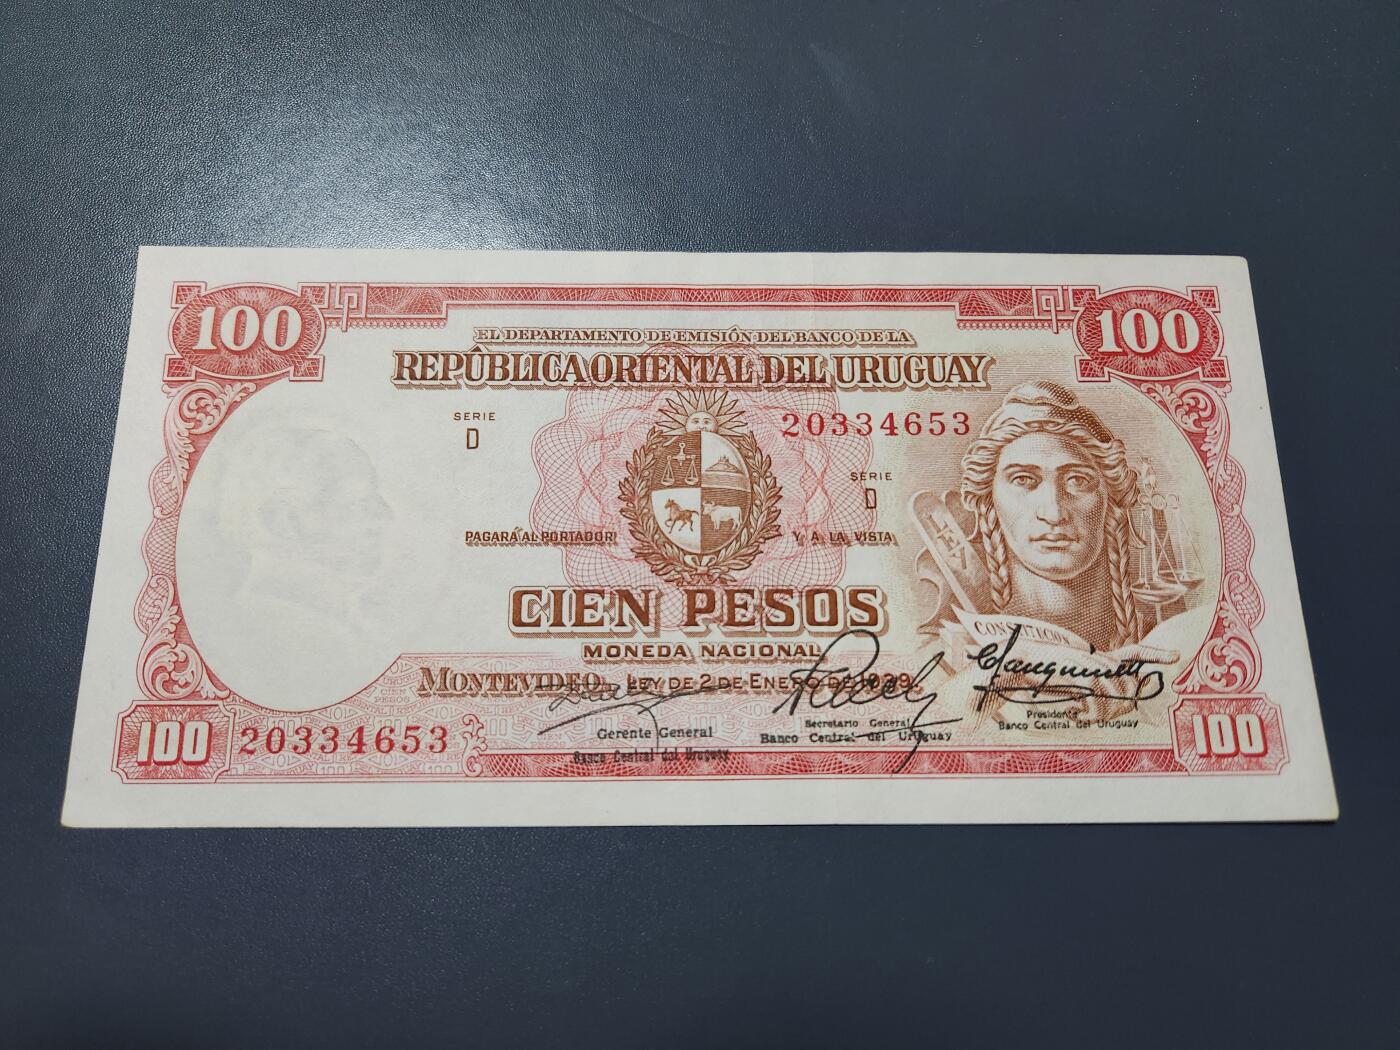 100
100
EL DEPARTAMENTO DE EMISIÓN DEL BANCO DE LA
REPÚBLICA ORIENTAL DEL URUGUAY
SERIE
D
20334653
SERIE
D
LEY
PAGARÁ AL PORTADOR Y A LA VISTA
CIEN PESOS
CONSTITUCION
MONEDA NACIONAL
MONTEVIDEO, LEY DE 2 DE ENERO DE 1939
100
20334653
Gerente General
Banco Central del Uruguay
Secretario General
Banco Central del Uruguay
Presidente
Banco Central del Uruguay
100